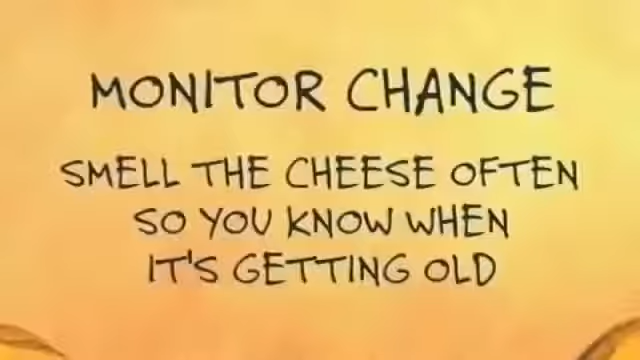 MONITOR CHANGE
SMELL THE CHEESE OFTEN
SO YOU KNOW WHEN
IT'S GETTING OLD